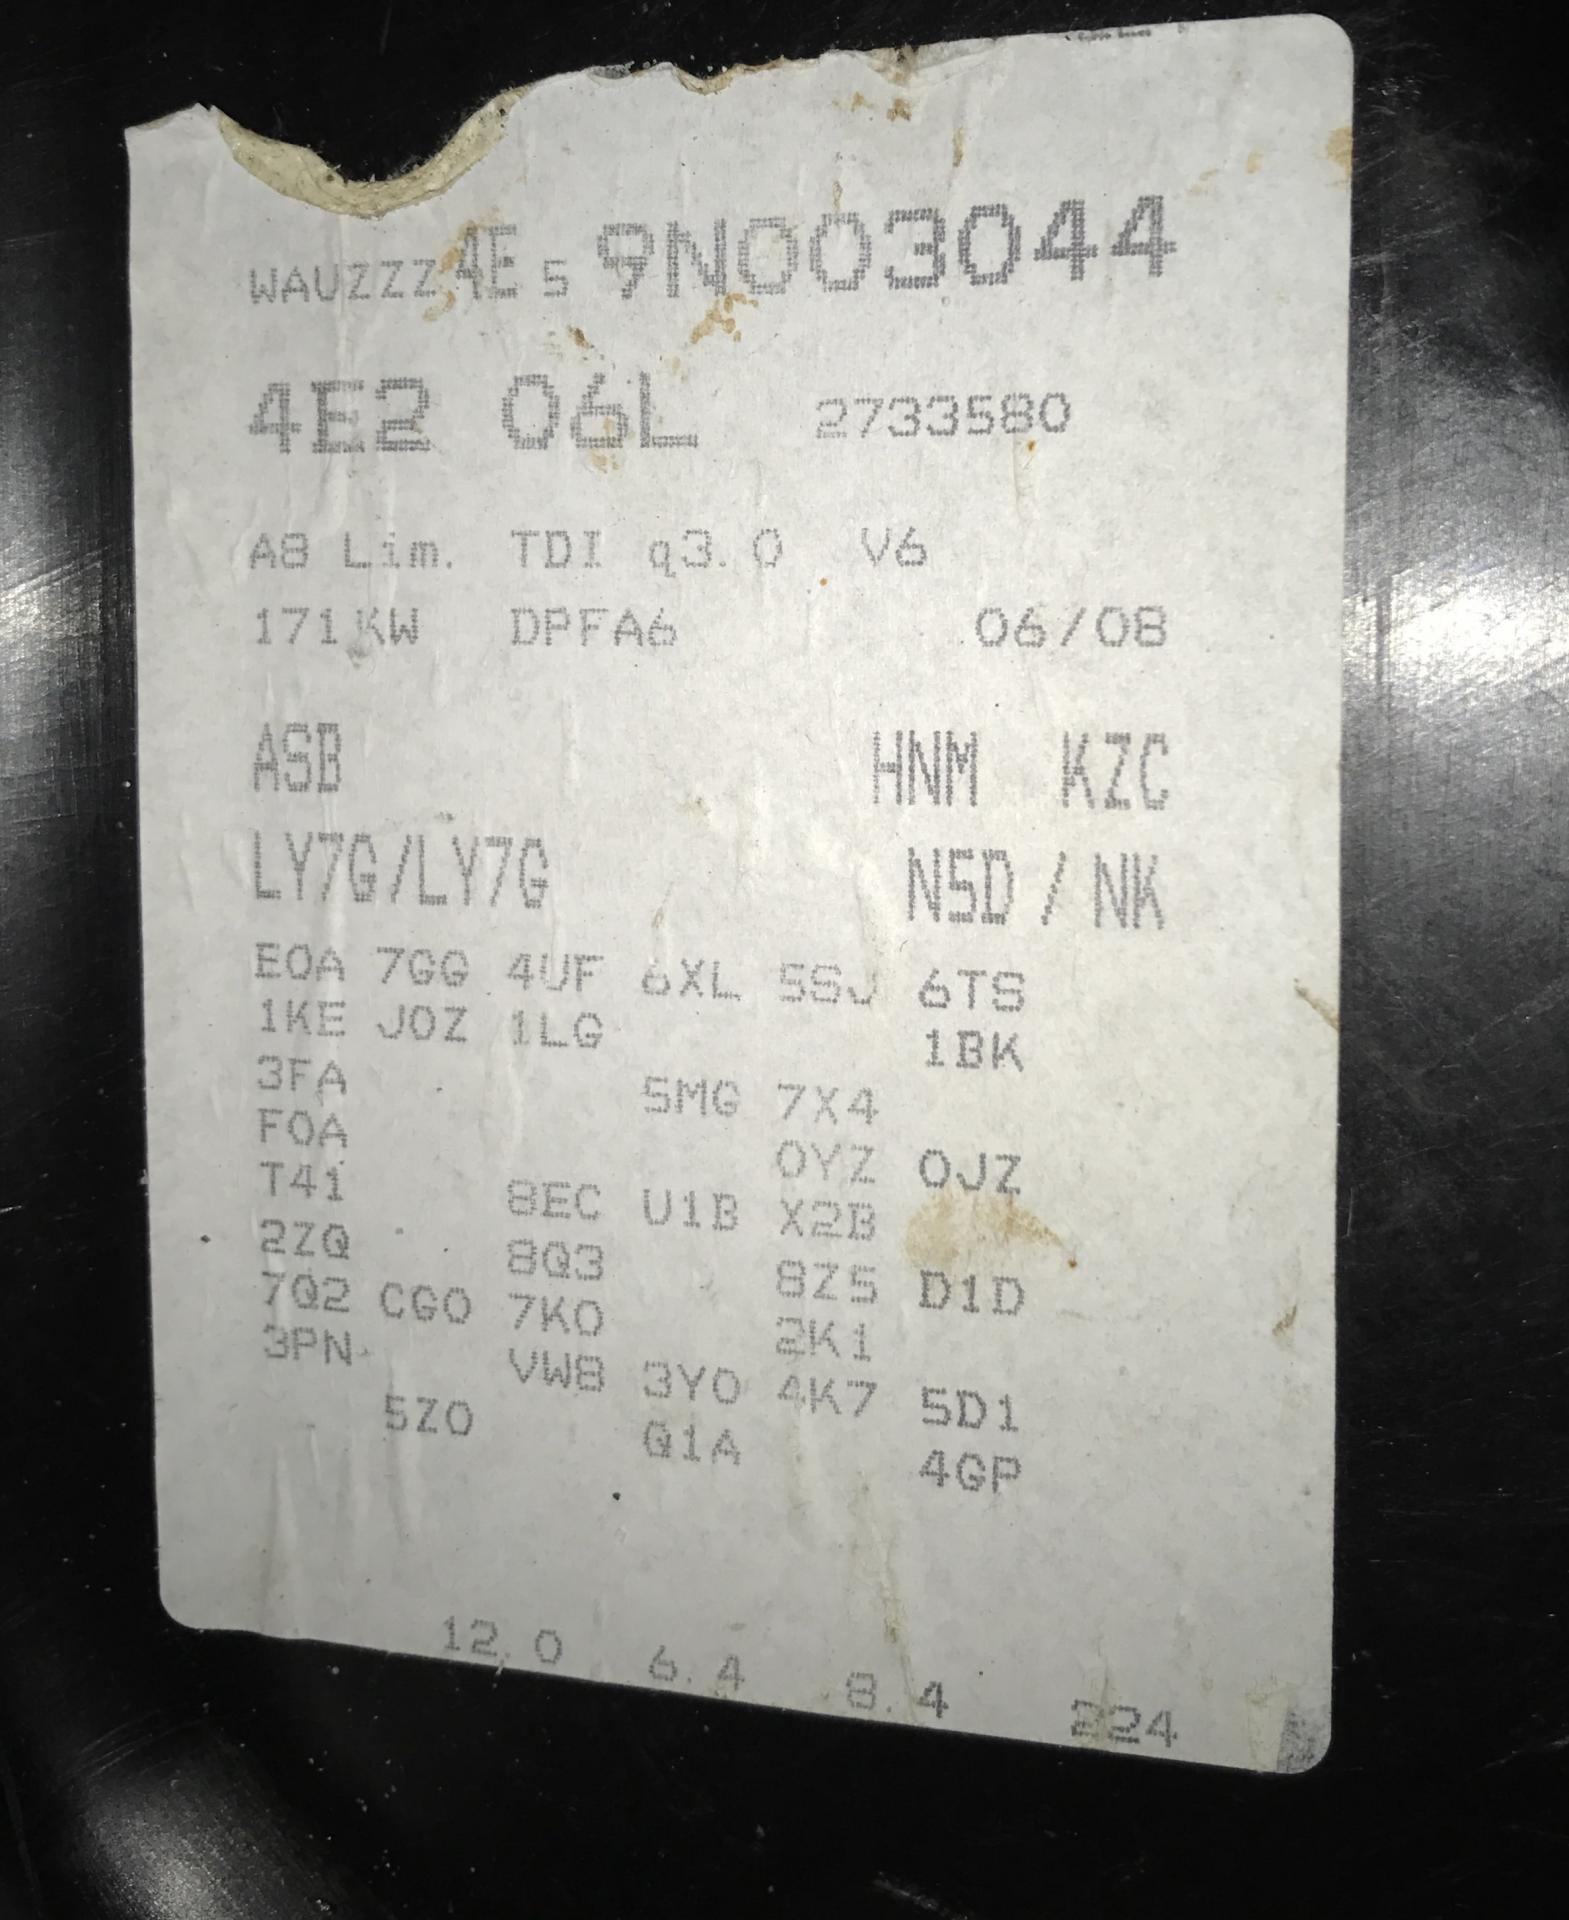 WAUZZZ4E5 9N003044
4E2 06L 2733580
A8 Lim. TDI q3.0 V6
171KW DPFA6 06/08
ASB HNM KZC
LY7G/LY7G N5D / NK
E0A 7GG 4UF 6XL 5SJ 6TS
1KE J0Z 1LG 1BK
3FA 5MG 7X4
F0A 0YZ 0JZ
T41 8EC U1B X2B
2ZQ 8Q3 8Z5 D1D
7Q2 CG0 7K0 2K1
3PN VW8 3Y0 4K7 5D1
5Z0 Q1A 4GP
12.0 6.4 8.4 224